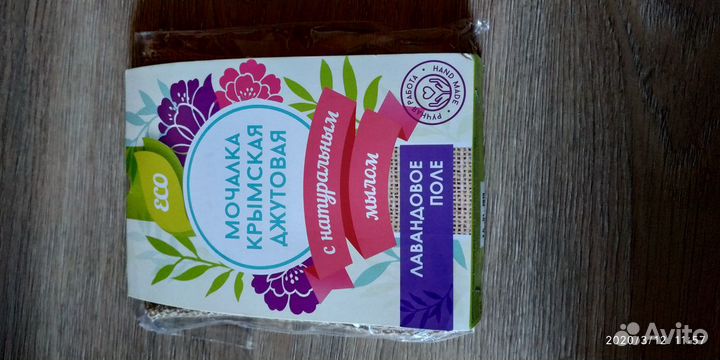 HAND MADE • РУЧНАЯ РАБОТА •
ECO
МОЧАЛКА
КРЫМСКАЯ
ДЖУТОВАЯ
с натуральным
мылом
ЛАВАНДОВОЕ
ПОЛЕ
Avito
2020/3/12 11:57